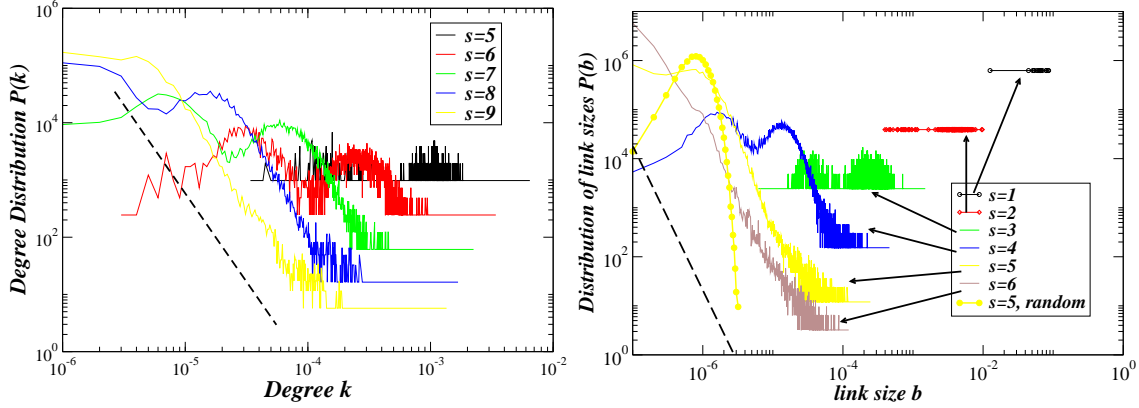 Degree Distribution P(k)
10^6
10^4
10^2
10^0
10^-6
10^-5
10^-4
10^-3
10^-2
Degree k
s=5
s=6
s=7
s=8
s=9
Distribution of link sizes P(b)
10^6
10^4
10^2
10^0
10^-6
10^-4
10^-2
10^0
link size b
s=1
s=2
s=3
s=4
s=5
s=6
s=5, random